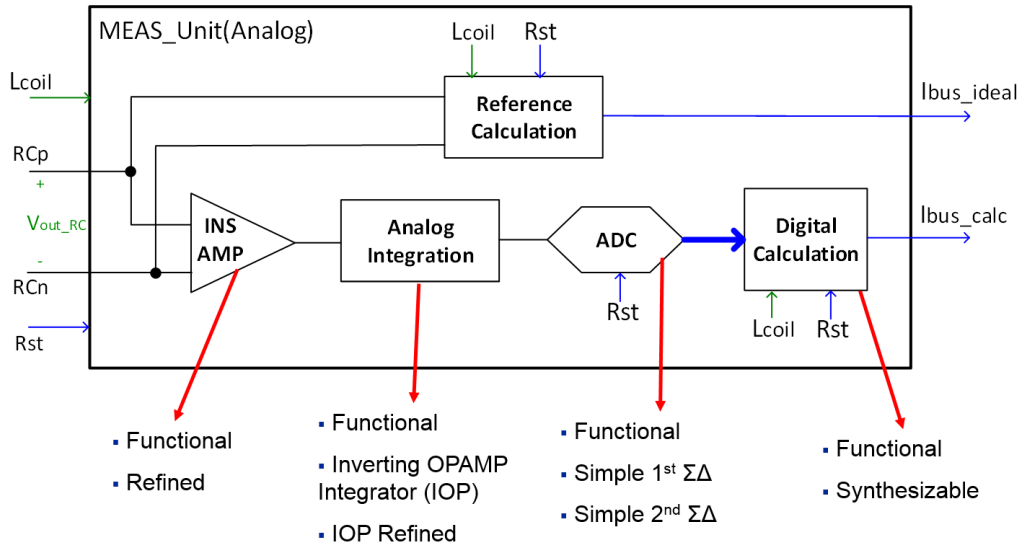 MEAS_Unit(Analog)
Lcoil
Rst
Lcoil
Reference
Calculation
Ibus_ideal
RCp
+
Vout_RC
-
RCn
Rst
INS
AMP
Analog
Integration
ADC
Rst
Digital
Calculation
Lcoil
Rst
Ibus_calc
▪ Functional
▪ Refined
▪ Functional
▪ Inverting OPAMP
Integrator (IOP)
▪ IOP Refined
▪ Functional
▪ Simple 1st ΣΔ
▪ Simple 2nd ΣΔ
▪ Functional
▪ Synthesizable